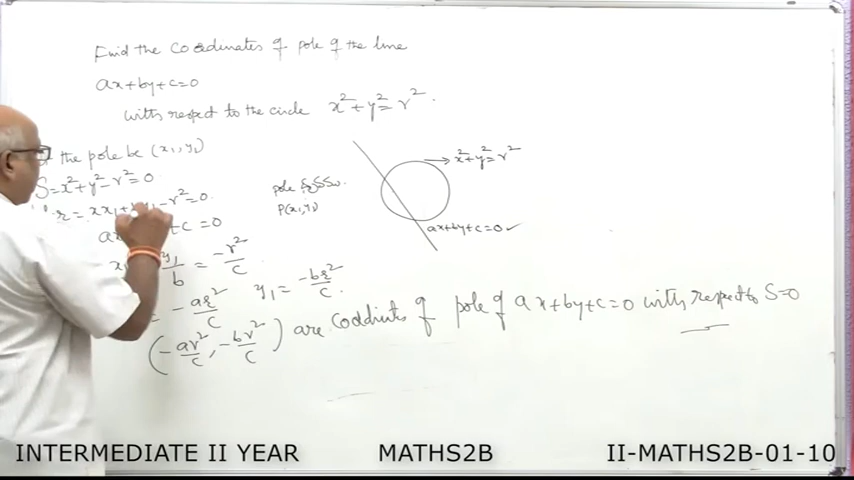 Find the coordinates of pole of the line
ax+by+c=0
with respect to the circle x²+y²=r².
the pole be (x₁,y₁)
S=x²+y²-r²=0
x²+y²=r²
= xx₁+ -r²=0
pole
P(x₁,y₁)
+c=0
ax+by+c=0
y₁/b = -r²/c
= -ar²/c y₁ = -br²/c.
(-ar²/c, -br²/c) are of pole of ax+by+c=0 with respect to S=0
INTERMEDIATE II YEAR MATHS2B II-MATHS2B-01-10